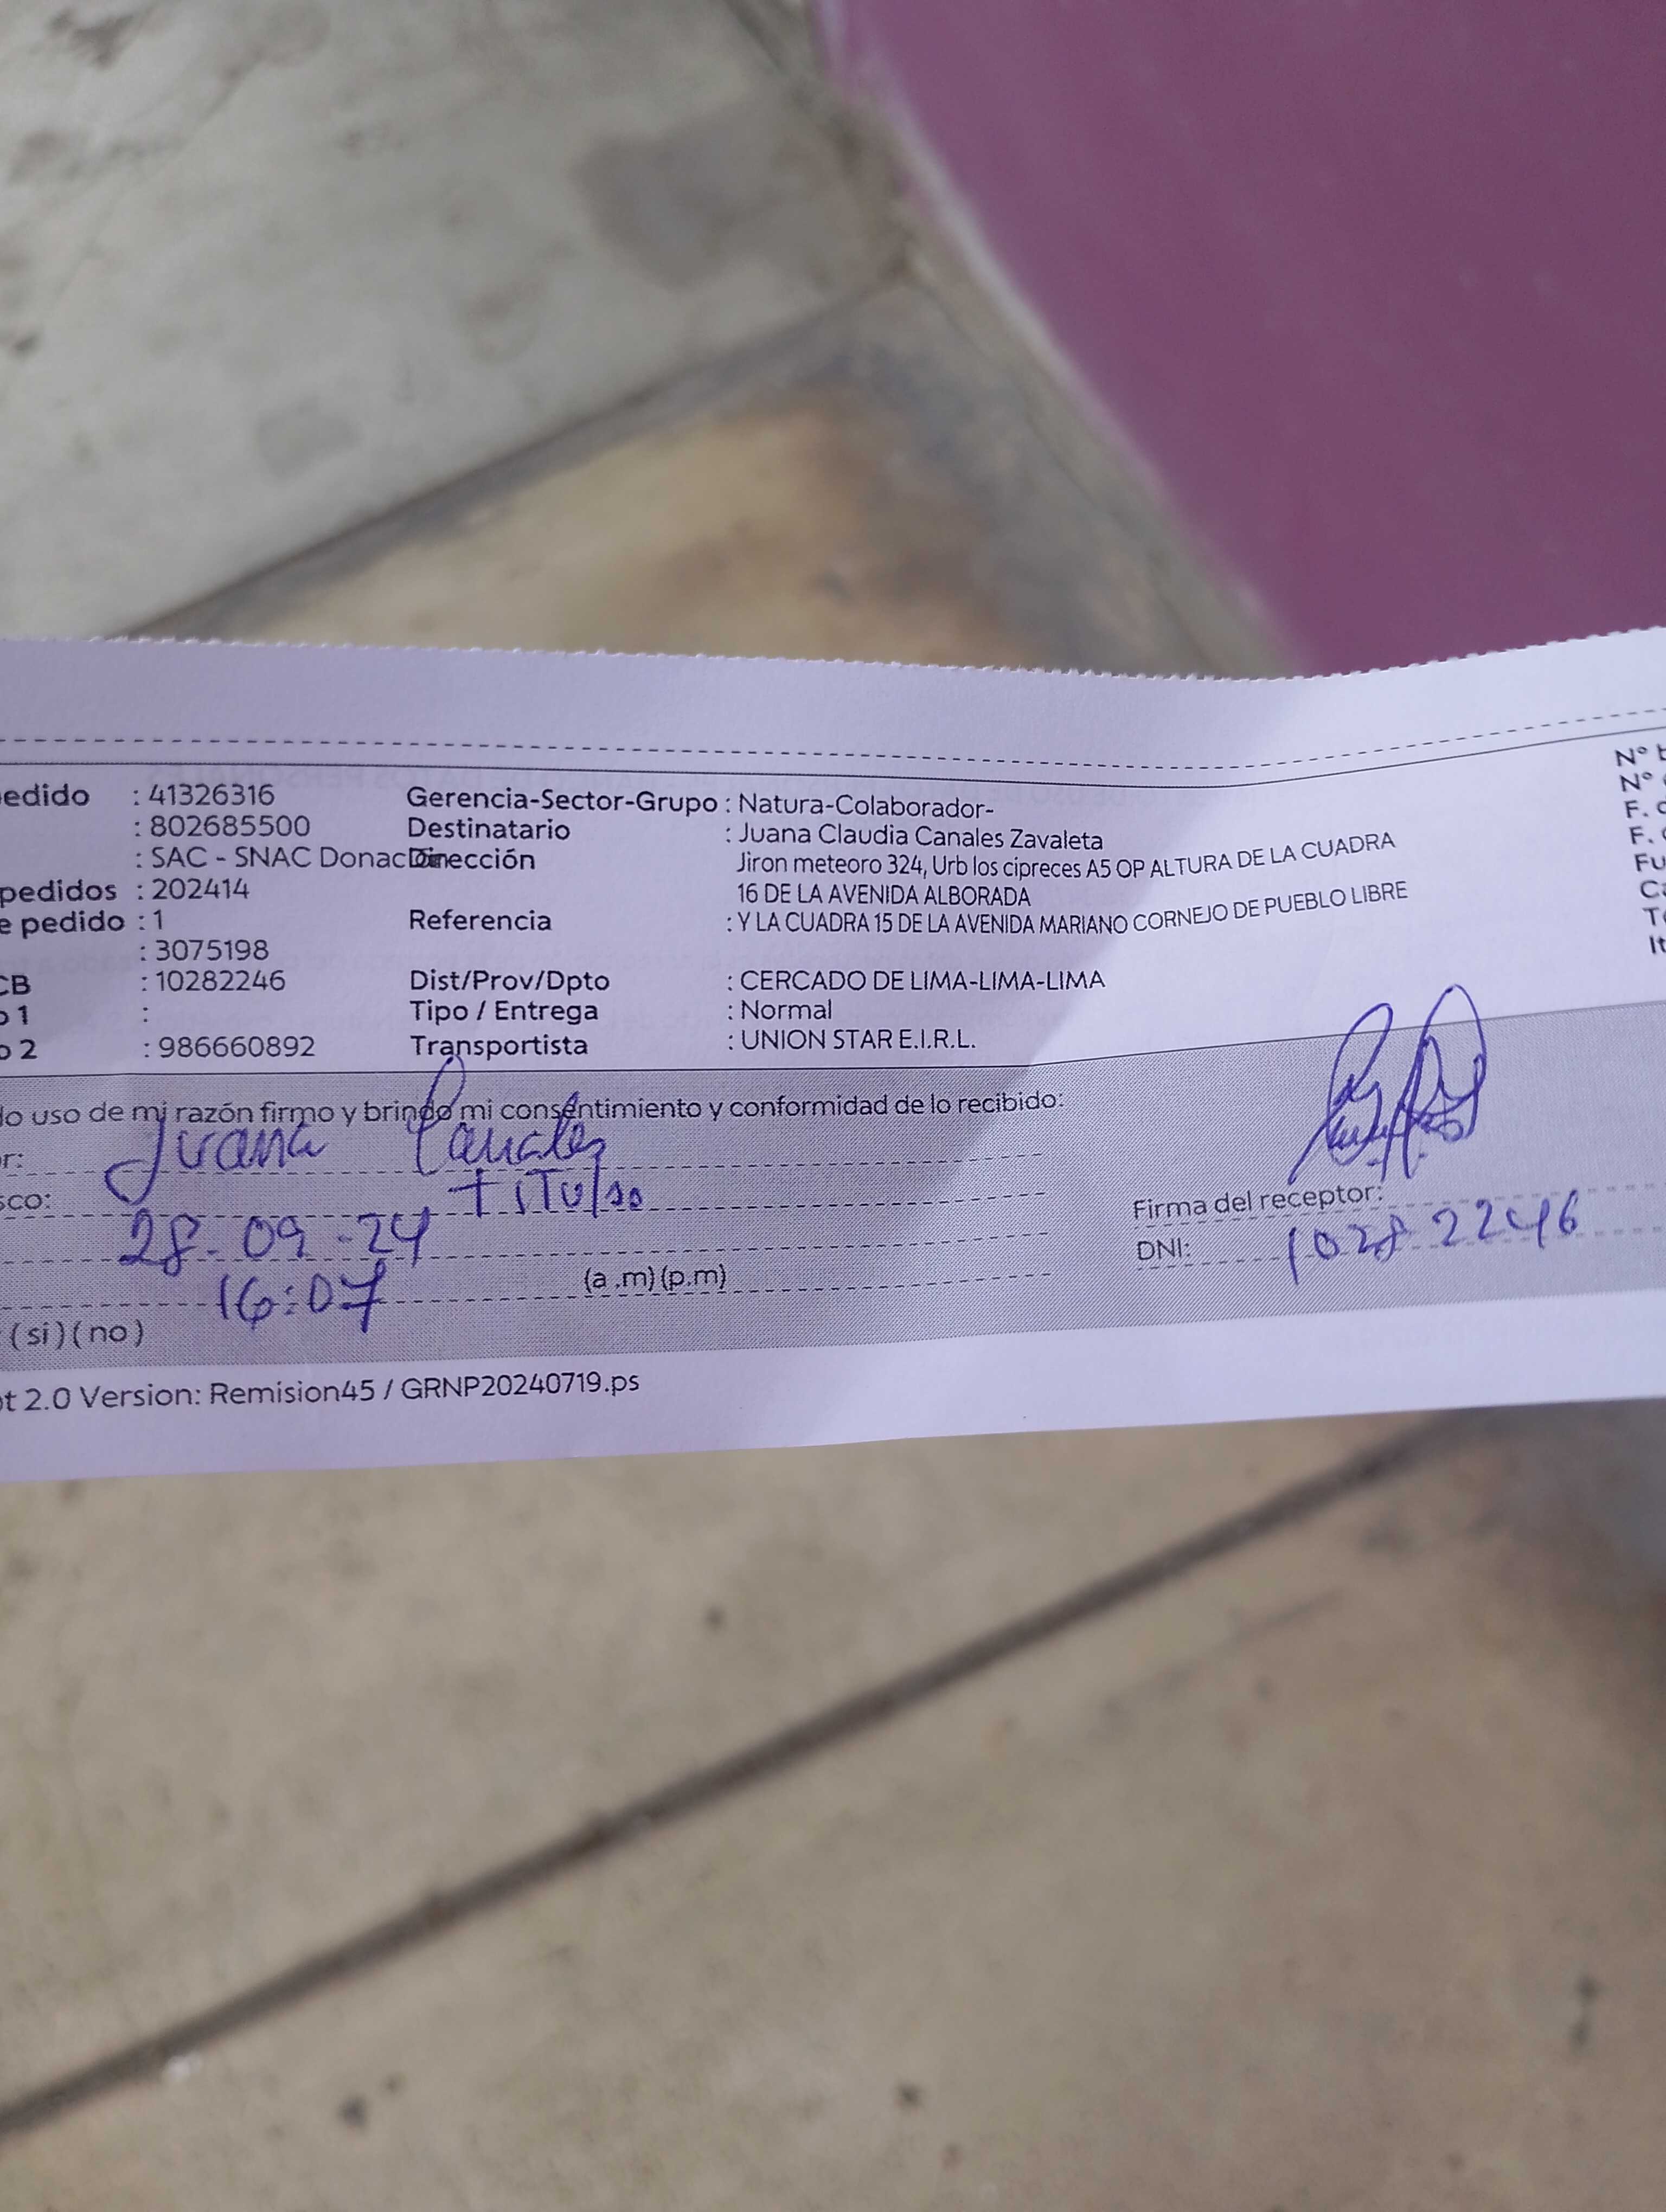 edido : 41326316 Gerencia-Sector-Grupo : Natura-Colaborador- N°
: 802685500 Destinatario : Juana Claudia Canales Zavaleta N°
: SAC - SNAC Donac Dirección Jiron meteoro 324, Urb los cipreces A5 OP ALTURA DE LA CUADRA F.
pedidos : 202414 16 DE LA AVENIDA ALBORADA F.
e pedido : 1 Referencia : Y LA CUADRA 15 DE LA AVENIDA MARIANO CORNEJO DE PUEBLO LIBRE Fu
: 3075198
CB : 10282246 Dist/Prov/Dpto : CERCADO DE LIMA-LIMA-LIMA It
o 1 : Tipo / Entrega : Normal
o 2 : 986660892 Transportista : UNION STAR E.I.R.L.
do uso de mi razón firmo y brindo mi consentimiento y conformidad de lo recibido:
r: Juana Canales
sco: Titular Firma del receptor:
28-09-24 DNI: 10282246
16:07 (a.m)(p.m)
(si)(no)
pt 2.0 Version: Remision45 / GRNP20240719.ps